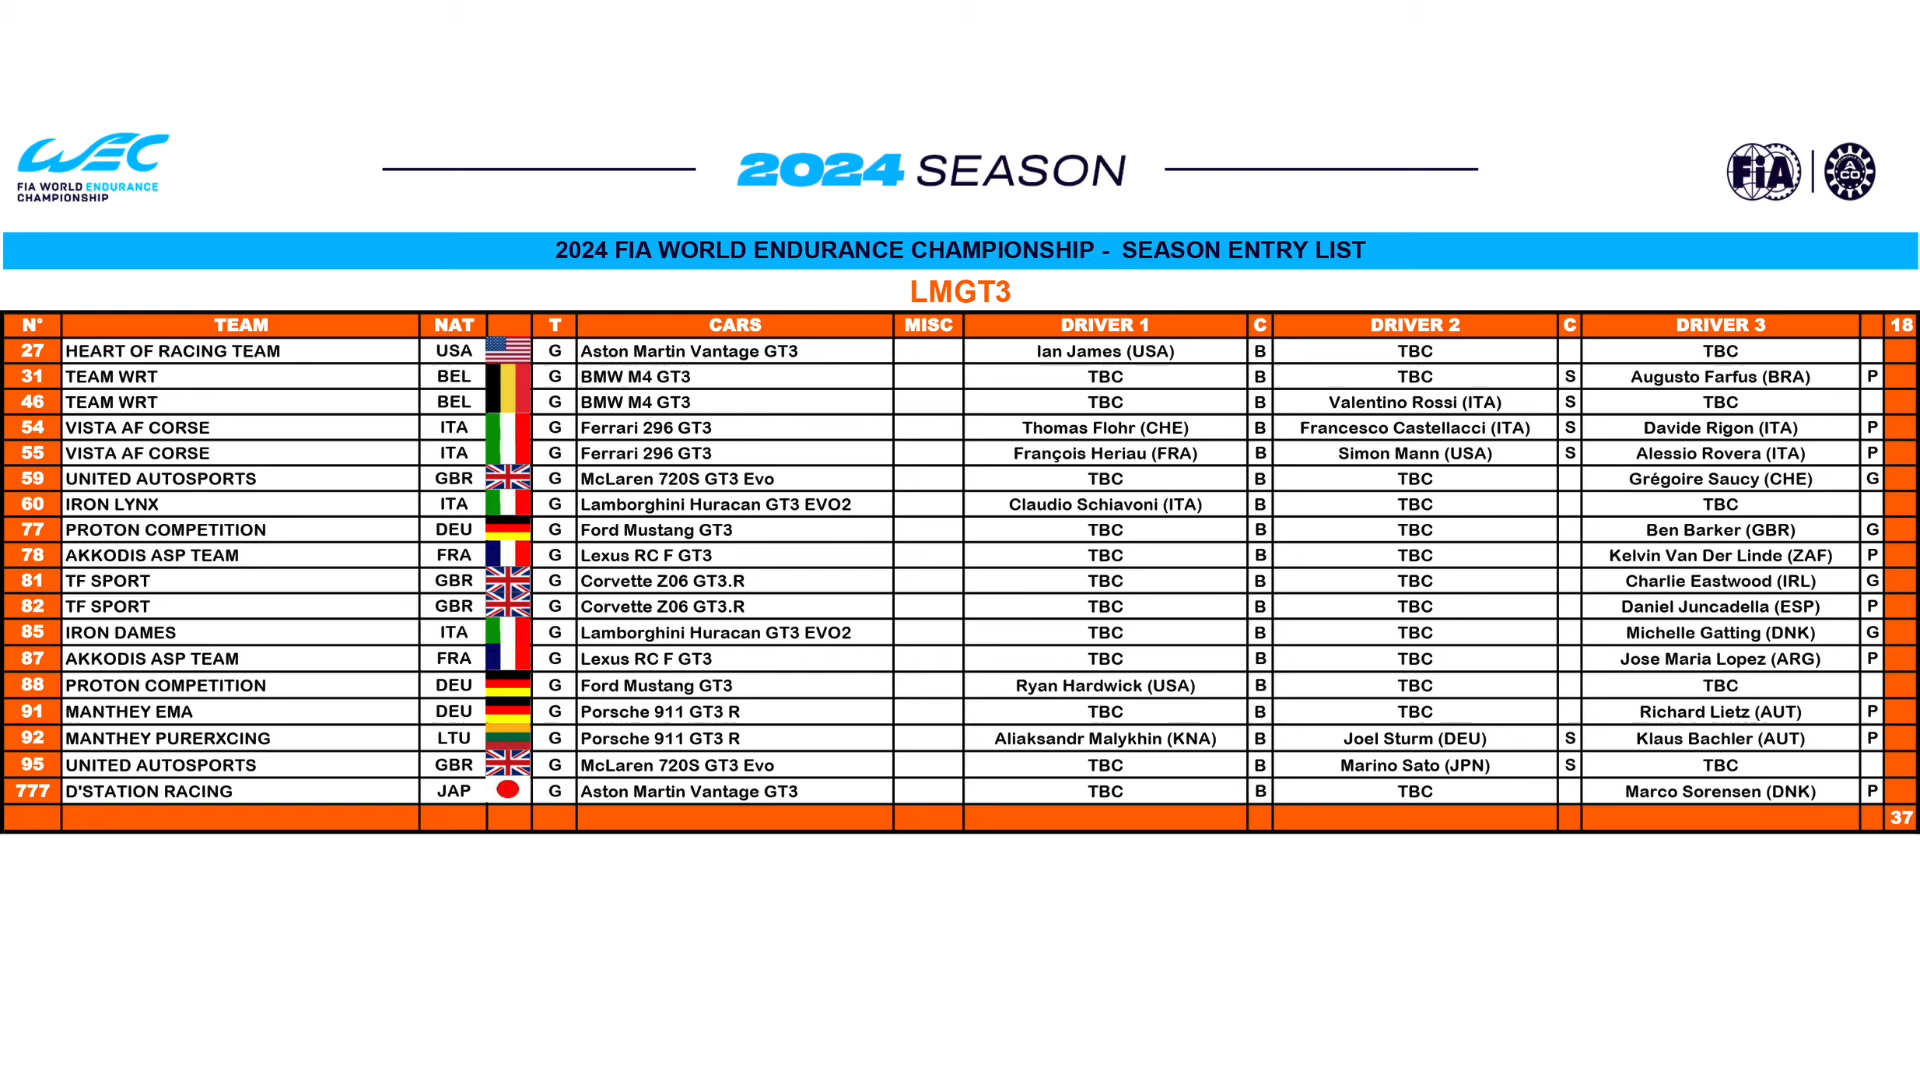 WEC
FIA WORLD ENDURANCE
CHAMPIONSHIP
2024 SEASON
FIA
ACO
2024 FIA WORLD ENDURANCE CHAMPIONSHIP - SEASON ENTRY LIST
LMGT3
N° TEAM NAT T CARS MISC DRIVER 1 C DRIVER 2 C DRIVER 3 18
27 HEART OF RACING TEAM USA G Aston Martin Vantage GT3 Ian James (USA) B TBC TBC
31 TEAM WRT BEL G BMW M4 GT3 TBC B TBC S Augusto Farfus (BRA) P
46 TEAM WRT BEL G BMW M4 GT3 TBC B Valentino Rossi (ITA) S TBC
54 VISTA AF CORSE ITA G Ferrari 296 GT3 Thomas Flohr (CHE) B Francesco Castellacci (ITA) S Davide Rigon (ITA) P
55 VISTA AF CORSE ITA G Ferrari 296 GT3 François Heriau (FRA) B Simon Mann (USA) S Alessio Rovera (ITA) P
59 UNITED AUTOSPORTS GBR G McLaren 720S GT3 Evo TBC B TBC Grégoire Saucy (CHE) G
60 IRON LYNX ITA G Lamborghini Huracan GT3 EVO2 Claudio Schiavoni (ITA) B TBC TBC
77 PROTON COMPETITION DEU G Ford Mustang GT3 TBC B TBC Ben Barker (GBR) G
78 AKKODIS ASP TEAM FRA G Lexus RC F GT3 TBC B TBC Kelvin Van Der Linde (ZAF) P
81 TF SPORT GBR G Corvette Z06 GT3.R TBC B TBC Charlie Eastwood (IRL) G
82 TF SPORT GBR G Corvette Z06 GT3.R TBC B TBC Daniel Juncadella (ESP) P
85 IRON DAMES ITA G Lamborghini Huracan GT3 EVO2 TBC B TBC Michelle Gatting (DNK) G
87 AKKODIS ASP TEAM FRA G Lexus RC F GT3 TBC B TBC Jose Maria Lopez (ARG) P
88 PROTON COMPETITION DEU G Ford Mustang GT3 Ryan Hardwick (USA) B TBC TBC
91 MANTHEY EMA DEU G Porsche 911 GT3 R TBC B TBC Richard Lietz (AUT) P
92 MANTHEY PURERXCING LTU G Porsche 911 GT3 R Aliaksandr Malykhin (KNA) B Joel Sturm (DEU) S Klaus Bachler (AUT) P
95 UNITED AUTOSPORTS GBR G McLaren 720S GT3 Evo TBC B Marino Sato (JPN) S TBC
777 D'STATION RACING JAP G Aston Martin Vantage GT3 TBC B TBC Marco Sorensen (DNK) P
37